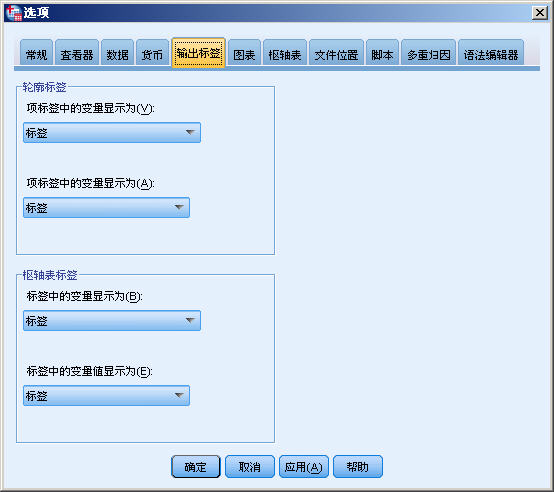 选项
常规 查看器 数据 货币 输出标签 图表 枢轴表 文件位置 脚本 多重归因 语法编辑器
轮廓标签
项标签中的变量显示为(V):
标签
项标签中的变量显示为(A):
标签
枢轴表标签
标签中的变量显示为(B):
标签
标签中的变量值显示为(E):
标签
确定 取消 应用(A) 帮助